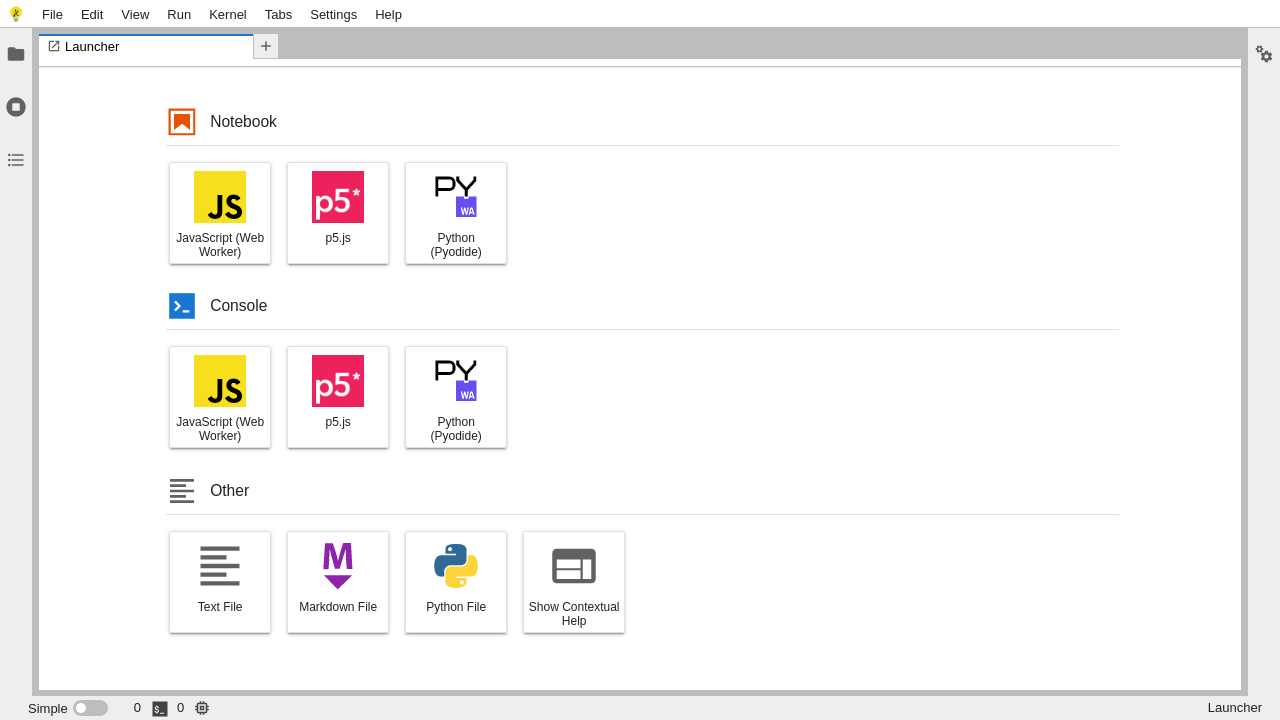 File Edit View Run Kernel Tabs Settings Help
Launcher
Notebook
JS
JavaScript (Web
Worker)
p5*
p5.js
PY
WA
Python
(Pyodide)
Console
JS
JavaScript (Web
Worker)
p5*
p5.js
PY
WA
Python
(Pyodide)
Other
Text File
M
Markdown File
Python File
Show Contextual
Help
Simple 0 $_ 0 Launcher